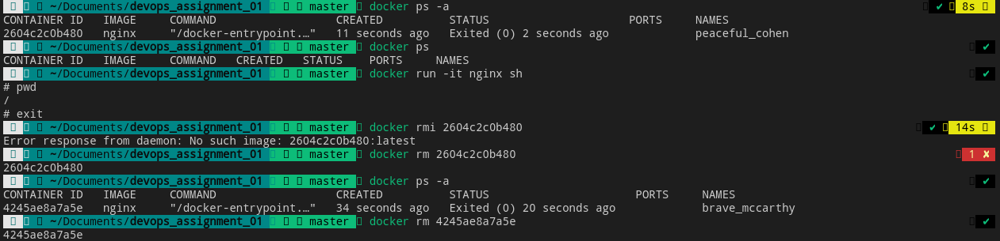 ~/Documents/devops_assignment_01 master docker ps -a ✔ 8s
CONTAINER ID IMAGE COMMAND CREATED STATUS PORTS NAMES
2604c2c0b480 nginx "/docker-entrypoint.…" 11 seconds ago Exited (0) 2 seconds ago peaceful_cohen
~/Documents/devops_assignment_01 master docker ps ✔
CONTAINER ID IMAGE COMMAND CREATED STATUS PORTS NAMES
~/Documents/devops_assignment_01 master docker run -it nginx sh ✔
# pwd
/
# exit
~/Documents/devops_assignment_01 master docker rmi 2604c2c0b480 ✔ 14s
Error response from daemon: No such image: 2604c2c0b480:latest
~/Documents/devops_assignment_01 master docker rm 2604c2c0b480 1 ✘
2604c2c0b480
~/Documents/devops_assignment_01 master docker ps -a ✔
CONTAINER ID IMAGE COMMAND CREATED STATUS PORTS NAMES
4245ae8a7a5e nginx "/docker-entrypoint.…" 34 seconds ago Exited (0) 20 seconds ago brave_mccarthy
~/Documents/devops_assignment_01 master docker rm 4245ae8a7a5e ✔
4245ae8a7a5e